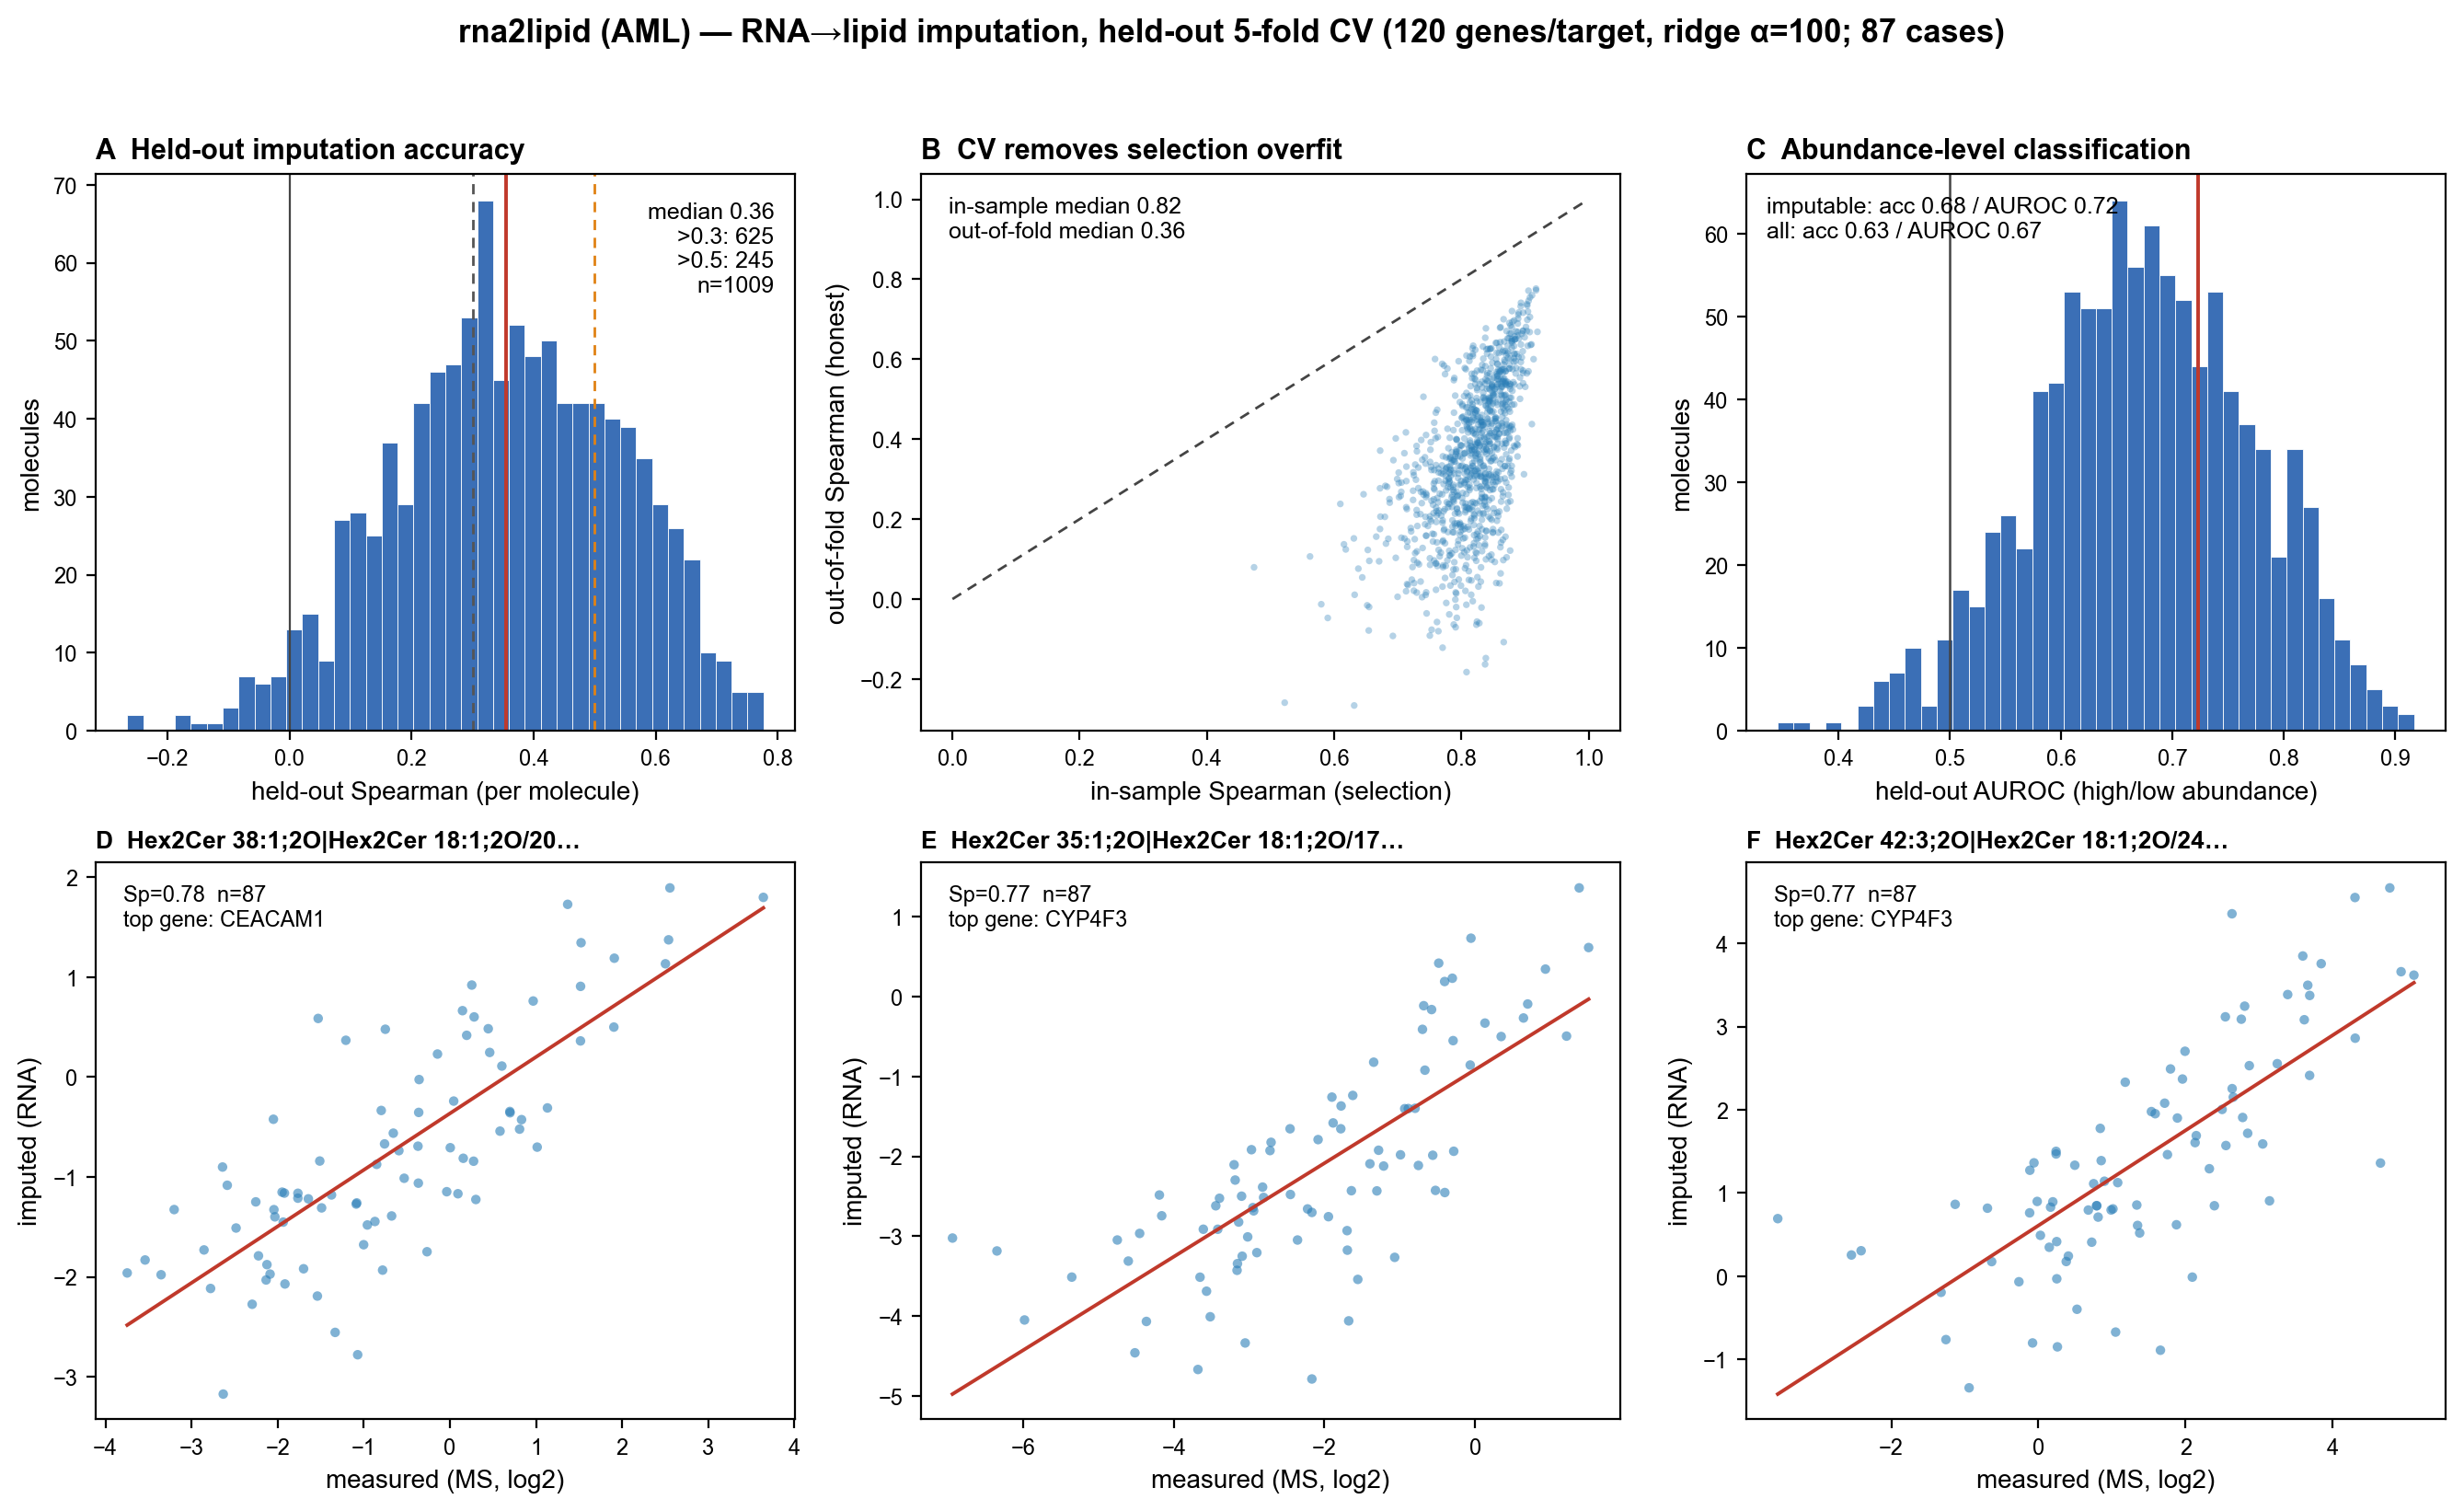 rna2lipid (AML) — RNA→lipid imputation, held-out 5-fold CV (120 genes/target, ridge α=100; 87 cases)
A Held-out imputation accuracy
median 0.36
>0.3: 625
>0.5: 245
n=1009
70
60
50
40
30
20
10
0
molecules
−0.2 0.0 0.2 0.4 0.6 0.8
held-out Spearman (per molecule)
B CV removes selection overfit
in-sample median 0.82
out-of-fold median 0.36
1.0
0.8
0.6
0.4
0.2
0.0
−0.2
out-of-fold Spearman (honest)
0.0 0.2 0.4 0.6 0.8 1.0
in-sample Spearman (selection)
C Abundance-level classification
imputable: acc 0.68 / AUROC 0.72
all: acc 0.63 / AUROC 0.67
60
50
40
30
20
10
0
molecules
0.4 0.5 0.6 0.7 0.8 0.9
held-out AUROC (high/low abundance)
D Hex2Cer 38:1;2O|Hex2Cer 18:1;2O/20…
Sp=0.78 n=87
top gene: CEACAM1
2
1
0
−1
−2
−3
imputed (RNA)
−4 −3 −2 −1 0 1 2 3 4
measured (MS, log2)
E Hex2Cer 35:1;2O|Hex2Cer 18:1;2O/17…
Sp=0.77 n=87
top gene: CYP4F3
1
0
−1
−2
−3
−4
−5
imputed (RNA)
−6 −4 −2 0
measured (MS, log2)
F Hex2Cer 42:3;2O|Hex2Cer 18:1;2O/24…
Sp=0.77 n=87
top gene: CYP4F3
4
3
2
1
0
−1
imputed (RNA)
−2 0 2 4
measured (MS, log2)